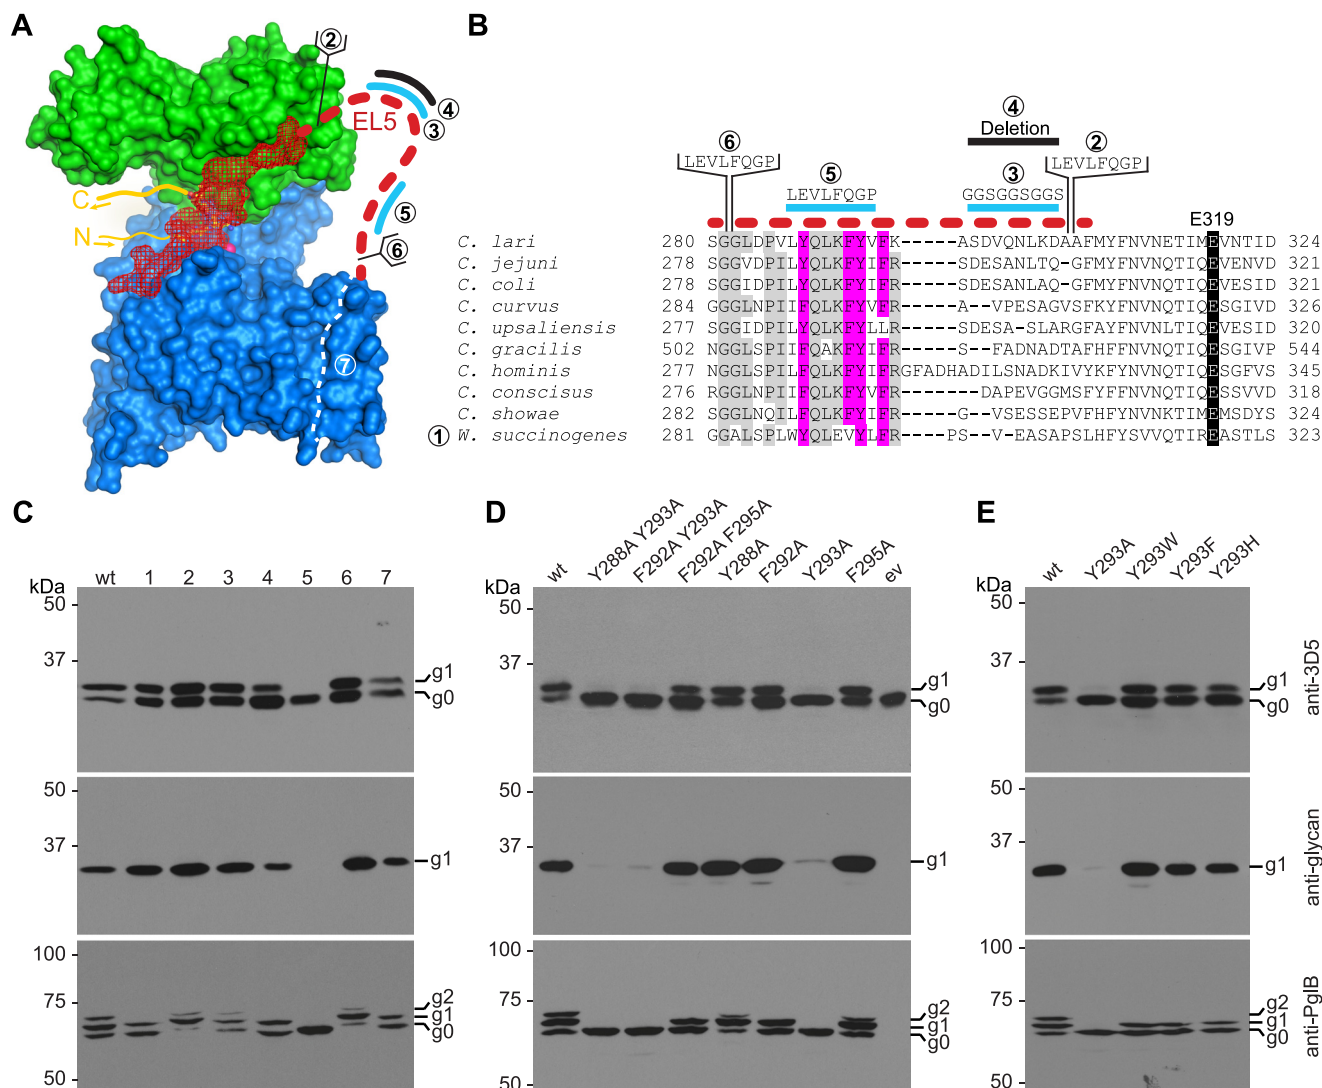 A
B
2
4
3
EL5
C
N
5
6
7
4
Deletion
6
2
LEVLFQGP
5
3
LEVLFQGP
LEVLFQGP
GGSGGSGGS
E319
C. lari 280 SGGLDPVLYQLKFYVFK-----ASDVQNLKDAAFMYFNVNETIMEVNTID 324
C. jejuni 278 SGGVDPILYQLKFYIFR-----SDESANLTQ-GFMYFNVNQTIQEVENVD 321
C. coli 278 SGGIDPILYQLKFYIFR-----SDESANLAQ-GFMYFNVNQTIQEVESID 321
C. curvus 284 GGGLNPIIYQLKFYVFR-----A--VPESAGVSFKYFNVNQTIQESGIVD 326
C. upsaliensis 277 SGGIDPILYQLKFYLLR-----SDESA-SLARGFAYFNVNLTIQEVESID 320
C. gracilis 502 NGGLSPIIFQAKFYIFR-----S--FADNADTAFHFFNVNQTIQESGIVP 544
C. hominis 277 NGGLSPIIFQLKFYIFRGFADHADILSNADKIVYKFNVNQTIQESGFVS 345
C. conscisus 276 RGGLNPIIFQLKFYVFR------DAPEVGGMSFYFFNVNQTIQESSVVD 318
C. showae 282 SGGLNQILFQLKFYIFR-----G--VSESSEPVFHFYNVNKTIMEMSDYS 324
1 W. succinogenes 281 GGALSPLWYQLEVYLFR-----PS--V-EASAPSLHFYSVVQTIREASTLS 323
C
D
E
kDa
wt
1
2
3
4
5
6
7
50
37
g1
g0
50
37
g1
100
75
50
g2
g1
g0
kDa
wt
Y288A Y293A
F292A Y293A
F292A F295A
Y288A
F292A
Y293A
F295A
ev
50
37
g1
g0
50
37
g1
100
75
50
g2
g1
g0
kDa
wt
Y293A
Y293W
Y293F
Y293H
50
37
g1
g0
anti-3D5
50
37
g1
anti-glycan
100
75
50
g2
g1
g0
anti-PglB